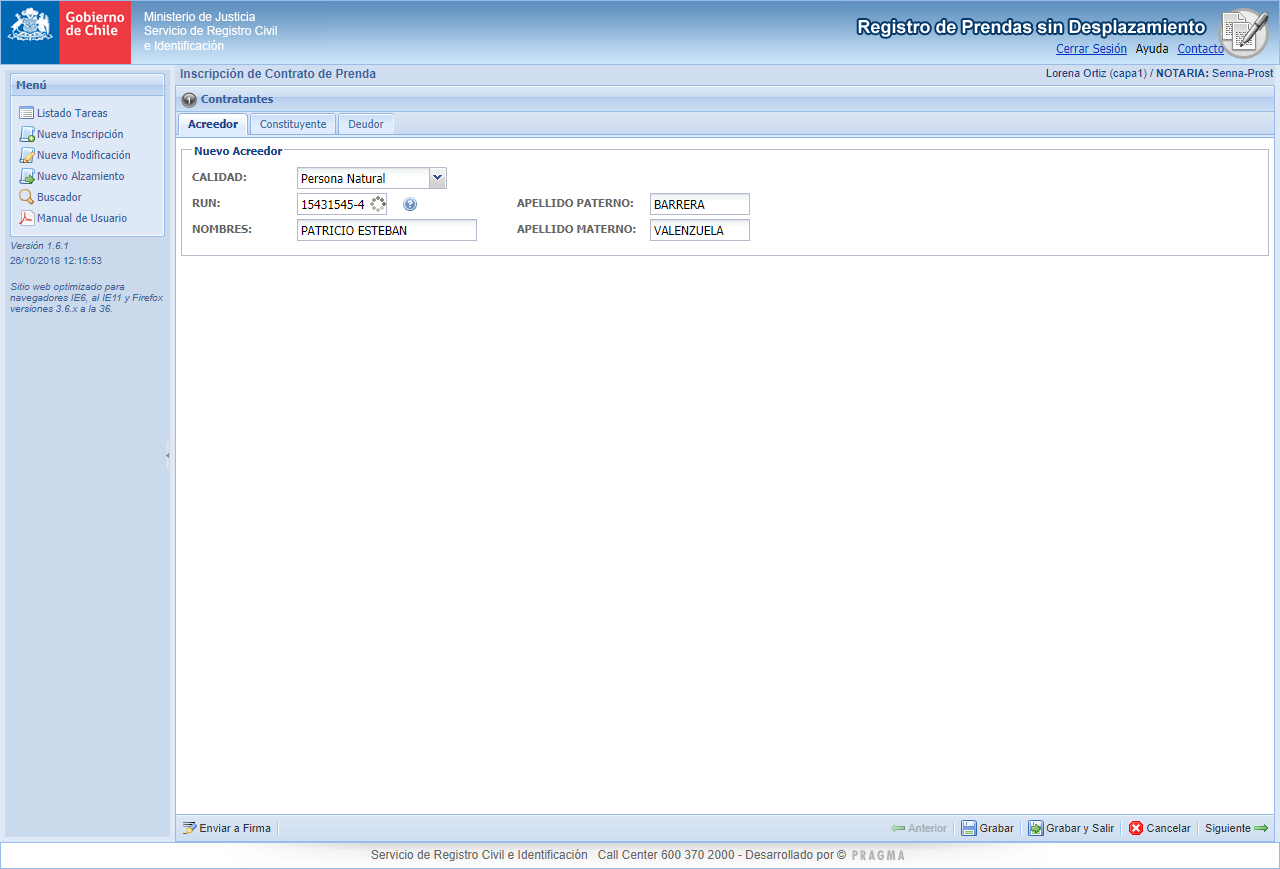 Gobierno
de Chile
Ministerio de Justicia
Servicio de Registro Civil
e Identificación
Registro de Prendas sin Desplazamiento
Cerrar Sesión Ayuda Contacto
Menú
Listado Tareas
Nueva Inscripción
Nueva Modificación
Nuevo Alzamiento
Buscador
Manual de Usuario
Versión 1.6.1
26/10/2018 12:15:53
Sitio web optimizado para
navegadores IE6, al IE11 y Firefox
versiones 3.6.x a la 36.
Inscripción de Contrato de Prenda
Lorena Ortiz (capa1) / NOTARIA: Senna-Prost
Contratantes
Acreedor Constituyente Deudor
Nuevo Acreedor
CALIDAD: Persona Natural
RUN: 15431545-4 APELLIDO PATERNO: BARRERA
NOMBRES: PATRICIO ESTEBAN APELLIDO MATERNO: VALENZUELA
Enviar a Firma Anterior Grabar Grabar y Salir Cancelar Siguiente
Servicio de Registro Civil e Identificación Call Center 600 370 2000 - Desarrollado por © PRAGMA